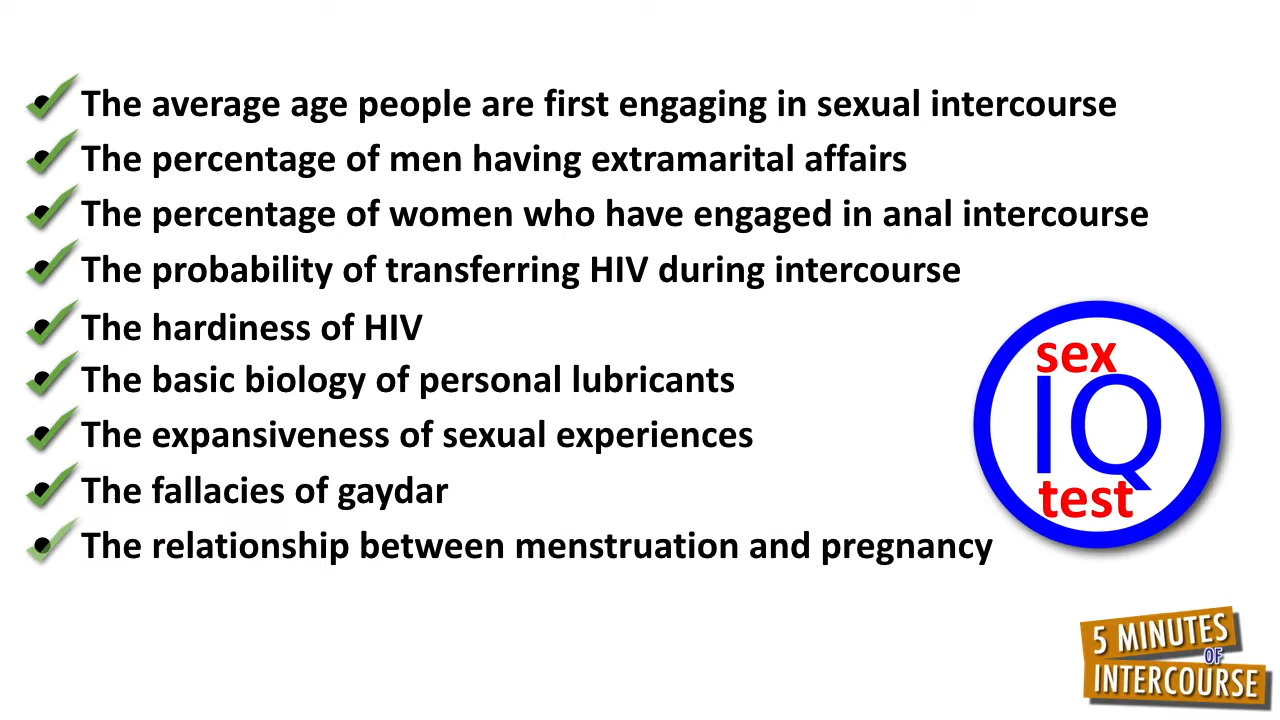 The average age people are first engaging in sexual intercourse
The percentage of men having extramarital affairs
The percentage of women who have engaged in anal intercourse
The probability of transferring HIV during intercourse
The hardiness of HIV
The basic biology of personal lubricants
The expansiveness of sexual experiences
The fallacies of gaydar
The relationship between menstruation and pregnancy
sex
IQ
test
5 MINUTES
OF
INTERCOURSE